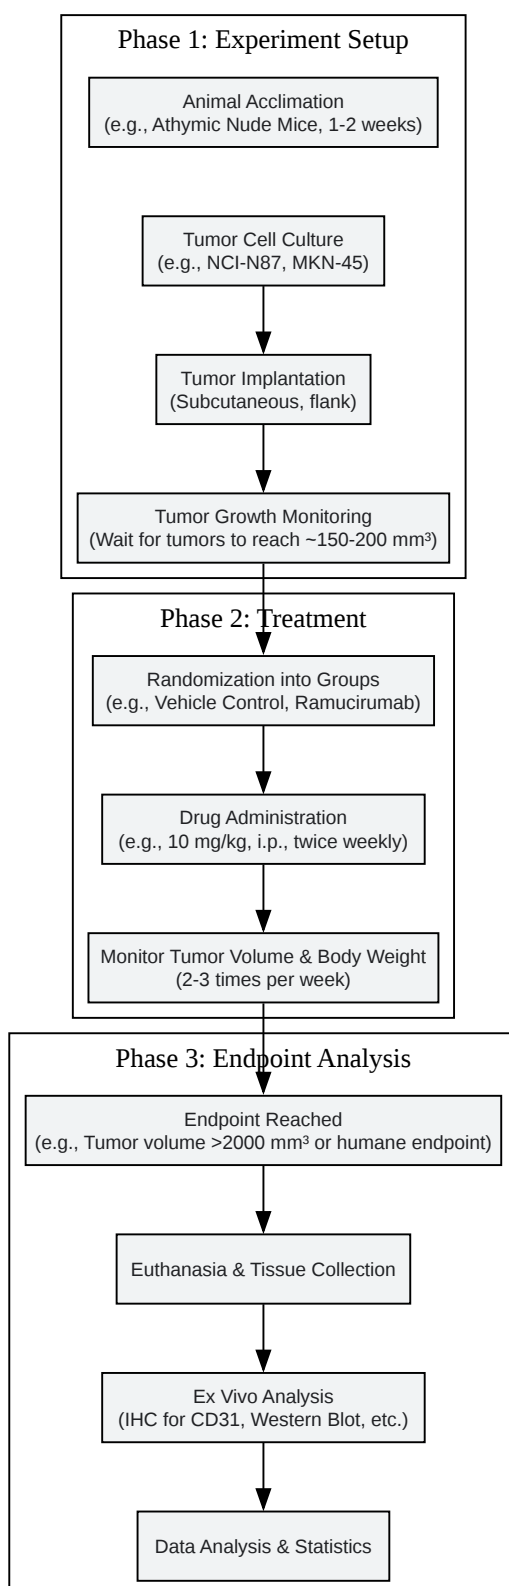 Phase 1: Experiment Setup
Animal Acclimation
(e.g., Athymic Nude Mice, 1-2 weeks)
Tumor Cell Culture
(e.g., NCI-N87, MKN-45)
Tumor Implantation
(Subcutaneous, flank)
Tumor Growth Monitoring
(Wait for tumors to reach ~150-200 mm³)
Phase 2: Treatment
Randomization into Groups
(e.g., Vehicle Control, Ramucirumab)
Drug Administration
(e.g., 10 mg/kg, i.p., twice weekly)
Monitor Tumor Volume & Body Weight
(2-3 times per week)
Phase 3: Endpoint Analysis
Endpoint Reached
(e.g., Tumor volume >2000 mm³ or humane endpoint)
Euthanasia & Tissue Collection
Ex Vivo Analysis
(IHC for CD31, Western Blot, etc.)
Data Analysis & Statistics